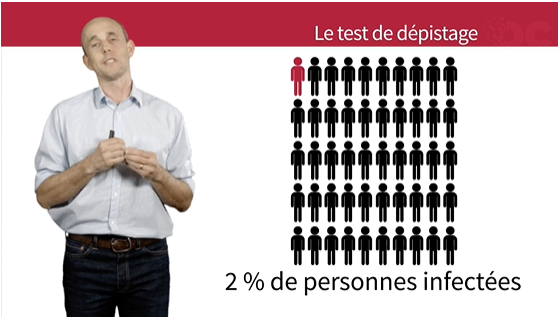 Le test de dépistage
2 % de personnes infectées